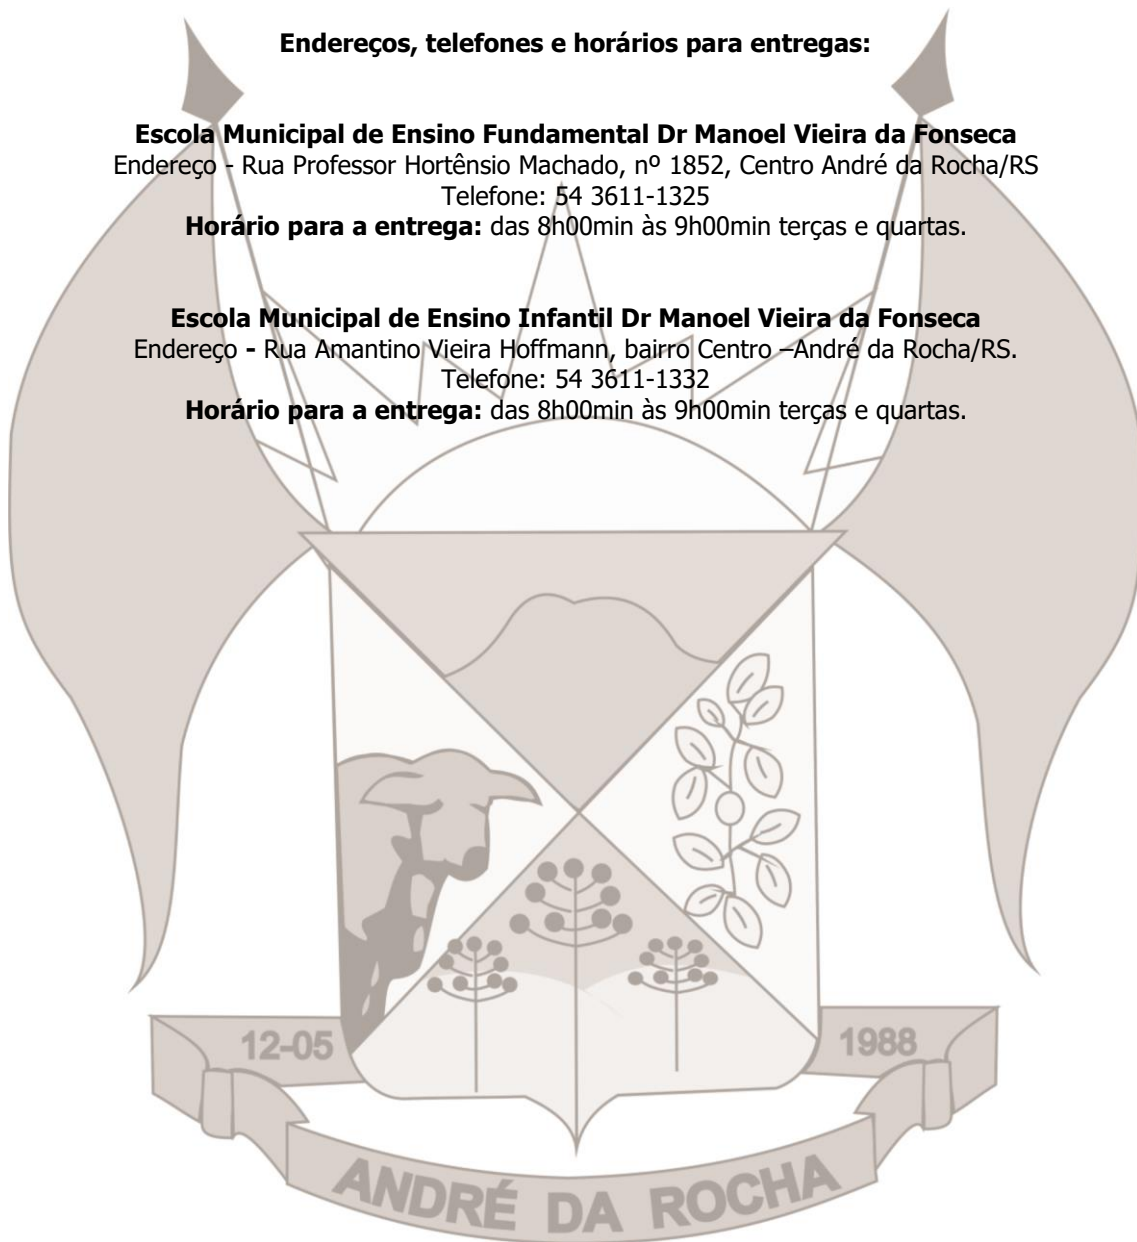 Endereços, telefones e horários para entregas:
Escola Municipal de Ensino Fundamental Dr Manoel Vieira da Fonseca
Endereço - Rua Professor Hortênsio Machado, nº 1852, Centro André da Rocha/RS
Telefone: 54 3611-1325
Horário para a entrega: das 8h00min às 9h00min terças e quartas.
Escola Municipal de Ensino Infantil Dr Manoel Vieira da Fonseca
Endereço - Rua Amantino Vieira Hoffmann, bairro Centro –André da Rocha/RS.
Telefone: 54 3611-1332
Horário para a entrega: das 8h00min às 9h00min terças e quartas.
12-05
1988
ANDRÉ DA ROCHA